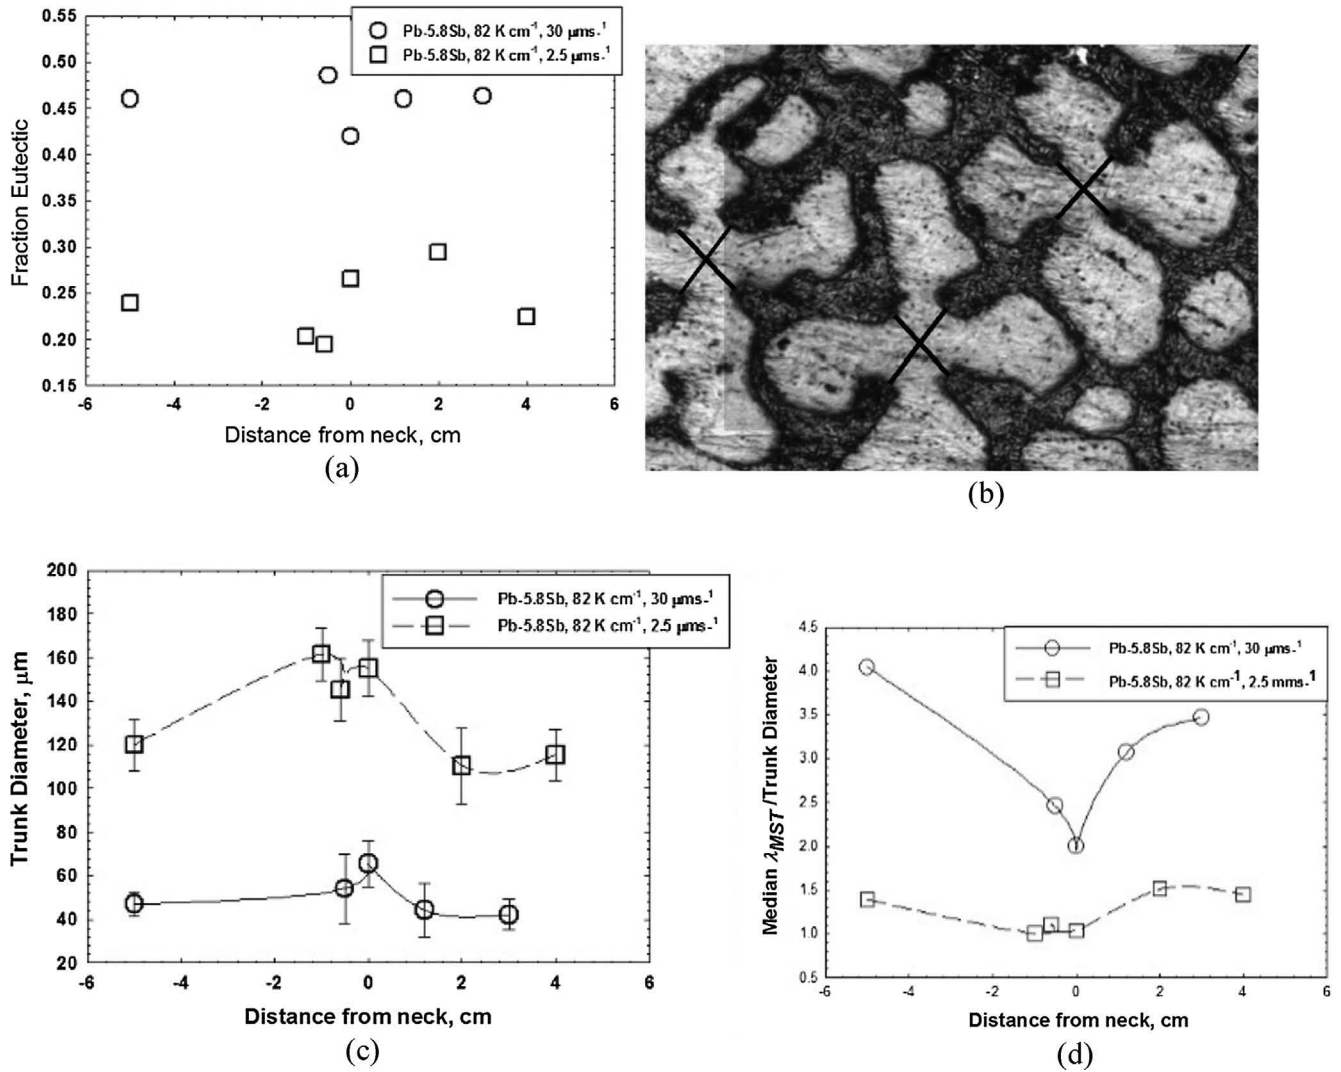 0.55
0.50
0.45
0.40
0.35
0.30
0.25
0.20
0.15
Fraction Eutectic
Pb-5.8Sb, 82 K cm⁻¹, 30 μms-¹
Pb-5.8Sb, 82 K cm⁻¹, 2.5 μms-¹
-6 -4 -2 0 2 4 6
Distance from neck, cm
(a)
(b)
200
180
160
140
120
100
80
60
40
20
Trunk Diameter, μm
Pb-5.8Sb, 82 K cm⁻¹, 30 μms-¹
Pb-5.8Sb, 82 K cm⁻¹, 2.5 μms-¹
-6 -4 -2 0 2 4 6
Distance from neck, cm
(c)
4.5
4.0
3.5
3.0
2.5
2.0
1.5
1.0
0.5
Median λMST/Trunk Diameter
Pb-5.8Sb, 82 K cm⁻¹, 30 μms-¹
Pb-5.8Sb, 82 K cm⁻¹, 2.5 mms-¹
-6 -4 -2 0 2 4 6
Distance from neck, cm
(d)